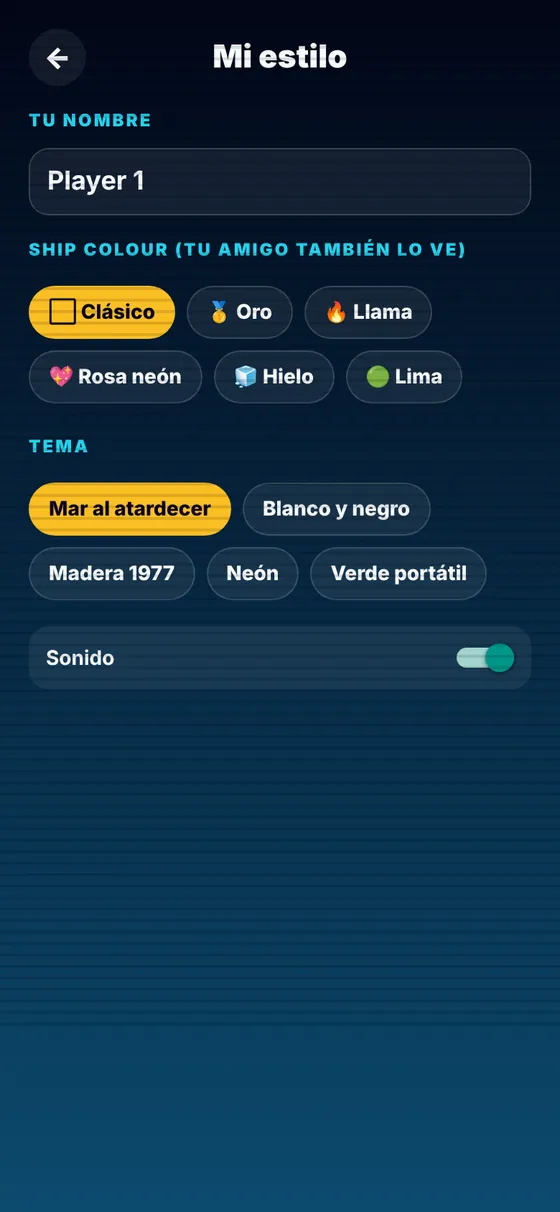 Mi estilo
TU NOMBRE
Player 1
SHIP COLOUR (TU AMIGO TAMBIÉN LO VE)
Clásico
🏅 Oro
🔥 Llama
💖 Rosa neón
🧊 Hielo
🟢 Lima
TEMA
Mar al atardecer
Blanco y negro
Madera 1977
Neón
Verde portátil
Sonido